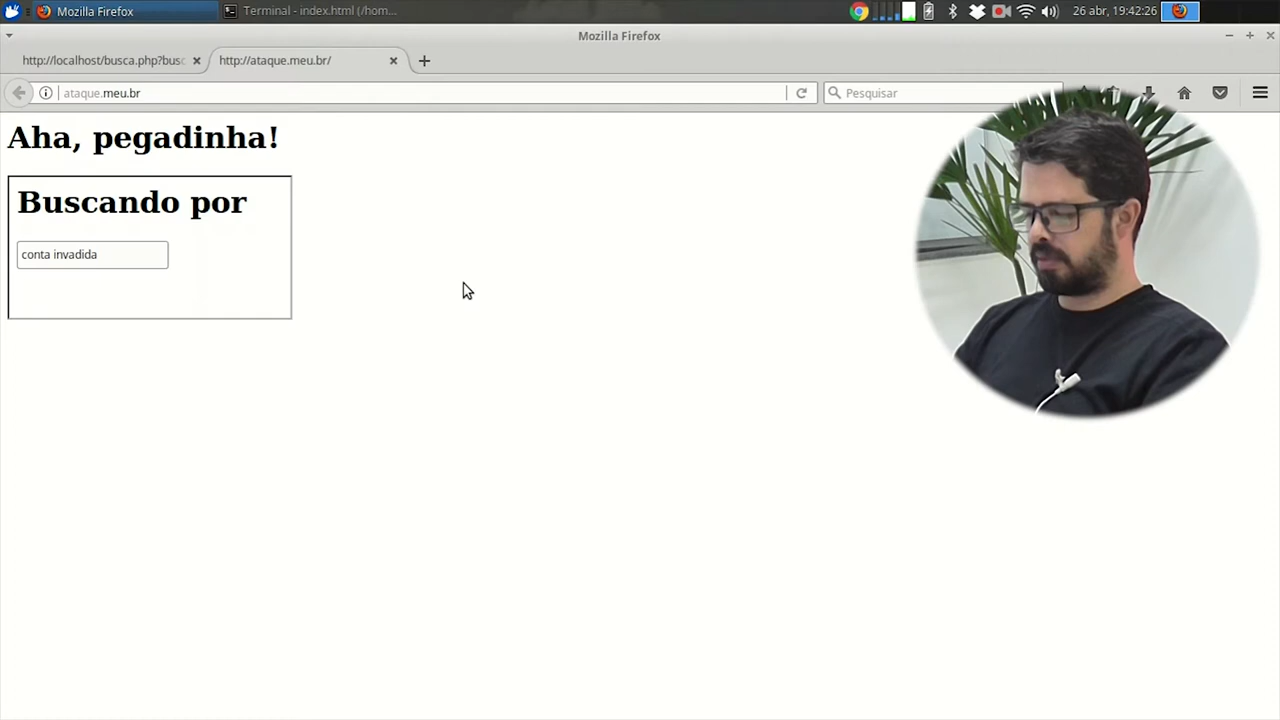 Mozilla Firefox
Terminal - index.html (/hom...
26 abr, 19:42:26
Mozilla Firefox
http://localhost/busca.php?busc
http://ataque.meu.br/
ataque.meu.br
Pesquisar
Aha, pegadinha!
Buscando por
conta invadida